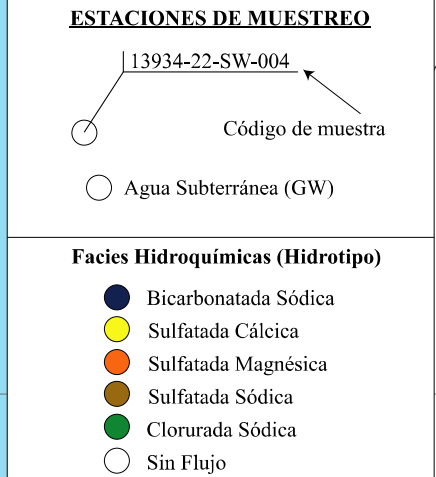 ESTACIONES DE MUESTREO
13934-22-SW-004
Código de muestra
Agua Subterránea (GW)
Facies Hidroquímicas (Hidrotipo)
Bicarbonatada Sódica
Sulfatada Cálcica
Sulfatada Magnésica
Sulfatada Sódica
Clorurada Sódica
Sin Flujo